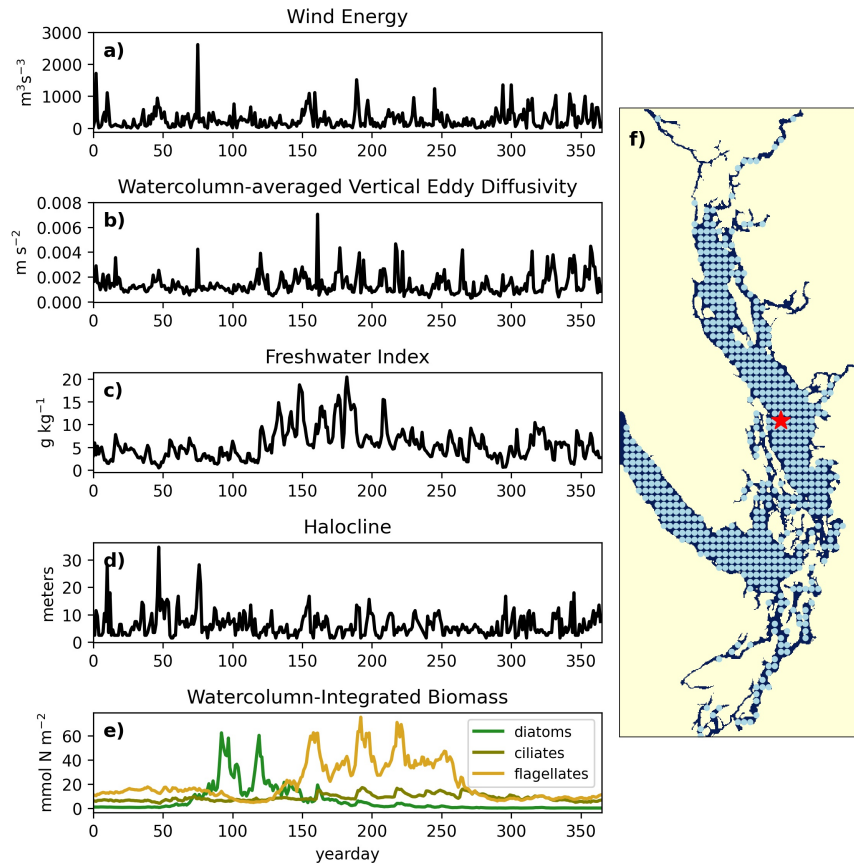 Wind Energy
a)
m³s⁻³
3000
2000
1000
0
0 50 100 150 200 250 300 350
Watercolumn-averaged Vertical Eddy Diffusivity
b)
m s⁻²
0.008
0.006
0.004
0.002
0.000
0 50 100 150 200 250 300 350
Freshwater Index
c)
g kg⁻¹
20
15
10
5
0
0 50 100 150 200 250 300 350
Halocline
d)
meters
30
20
10
0
0 50 100 150 200 250 300 350
Watercolumn-Integrated Biomass
e)
mmol N m⁻²
60
40
20
0
diatoms
ciliates
flagellates
0 50 100 150 200 250 300 350
yearday
f)